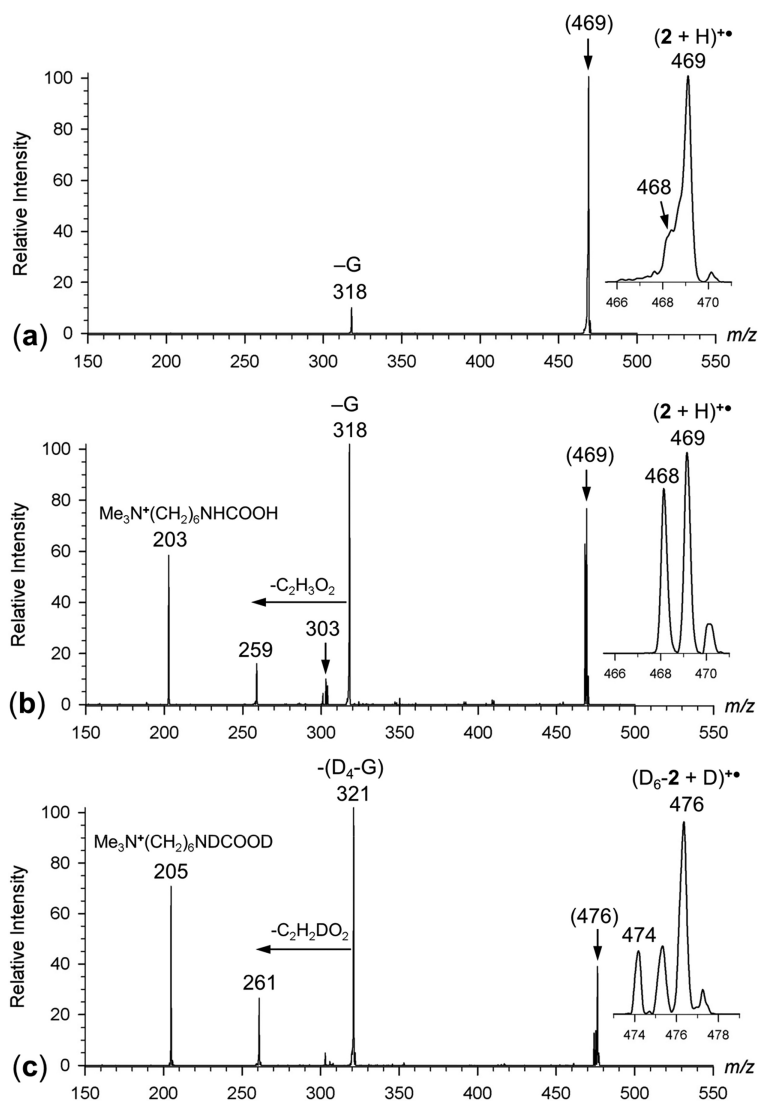 (469)
(2 + H)⁺•
469
468
466 468 470
–G
318
Relative Intensity
100
80
60
40
20
0
150 200 250 300 350 400 450 500 550 m/z
(a)
–G
318
(469)
(2 + H)⁺•
469
468
466 468 470
Me₃N⁺(CH₂)₆NHCOOH
203
-C₂H₃O₂
303
259
Relative Intensity
100
80
60
40
20
0
150 200 250 300 350 400 450 500 550 m/z
(b)
-(D₄-G)
321
(D₆-2 + D)⁺•
476
(476)
474
474 476 478
Me₃N⁺(CH₂)₆NDCOOD
205
-C₂H₂DO₂
261
Relative Intensity
100
80
60
40
20
0
150 200 250 300 350 400 450 500 550 m/z
(c)